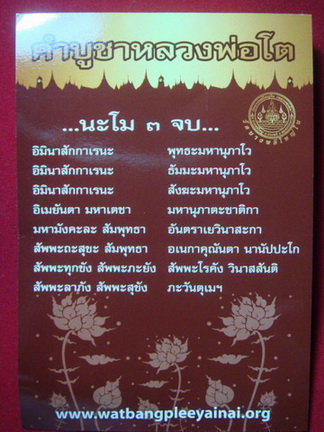 คำบูชาหลวงพ่อโต
...นะโม ๓ จบ...
อิมินาสักกาเรนะ พุทธะมหานุภาโว
อิมินาสักกาเรนะ ธัมมะมหานุภาโว
อิมินาสักกาเรนะ สังฆะมหานุภาโว
อิเมยันตา มหาเตชา มหานุภาตะชาติกา
มหามังคะละ สัมพุทธา อันตราเยวินาสะกา
สัพพะถะสุขะ สัมพุทธา อเนกาคุณันตา นานัปปะโก
สัพพะทุกขัง สัพพะภะยัง สัพพะโรคัง วินาสสันติ
สัพพะลาภัง สัพพะสุขัง ภะวันตุเมฯ
www.watbangpleeyainai.org